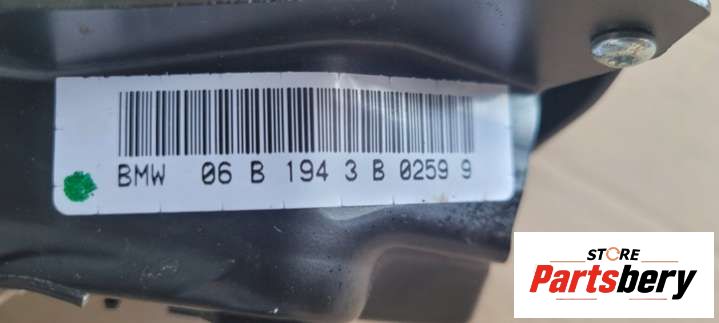 BMW 06 B 194 3 B 0259 9
STORE
Partsbery